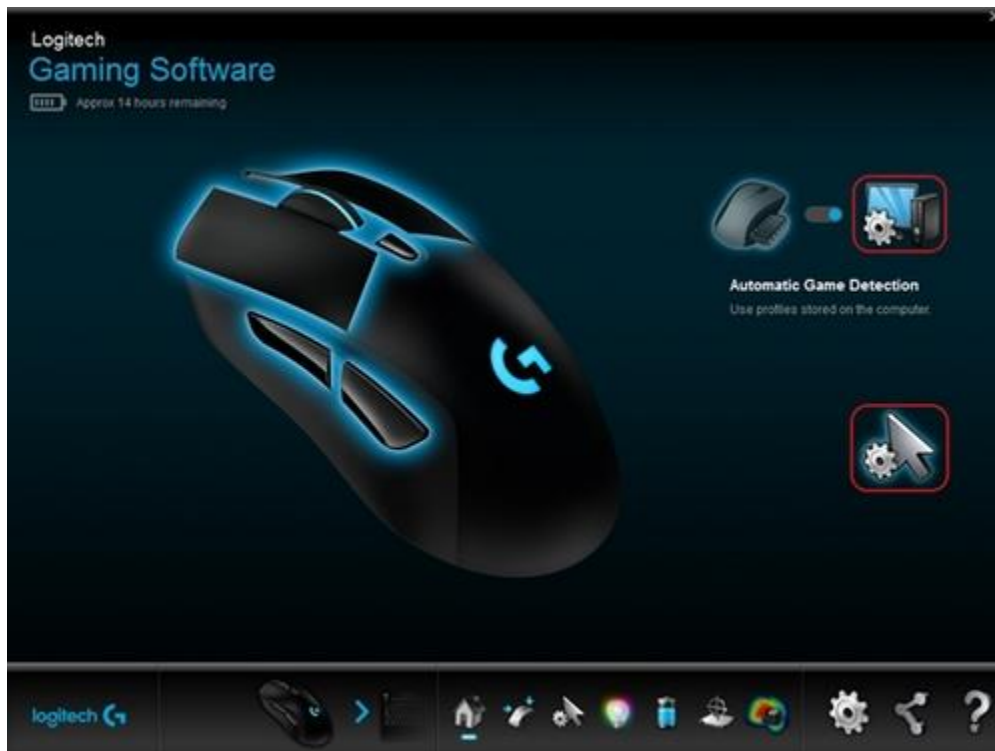 Logitech
Gaming Software
Approx 14 hours remaining
Automatic Game Detection
Use profiles stored on the computer.
logitech G
?